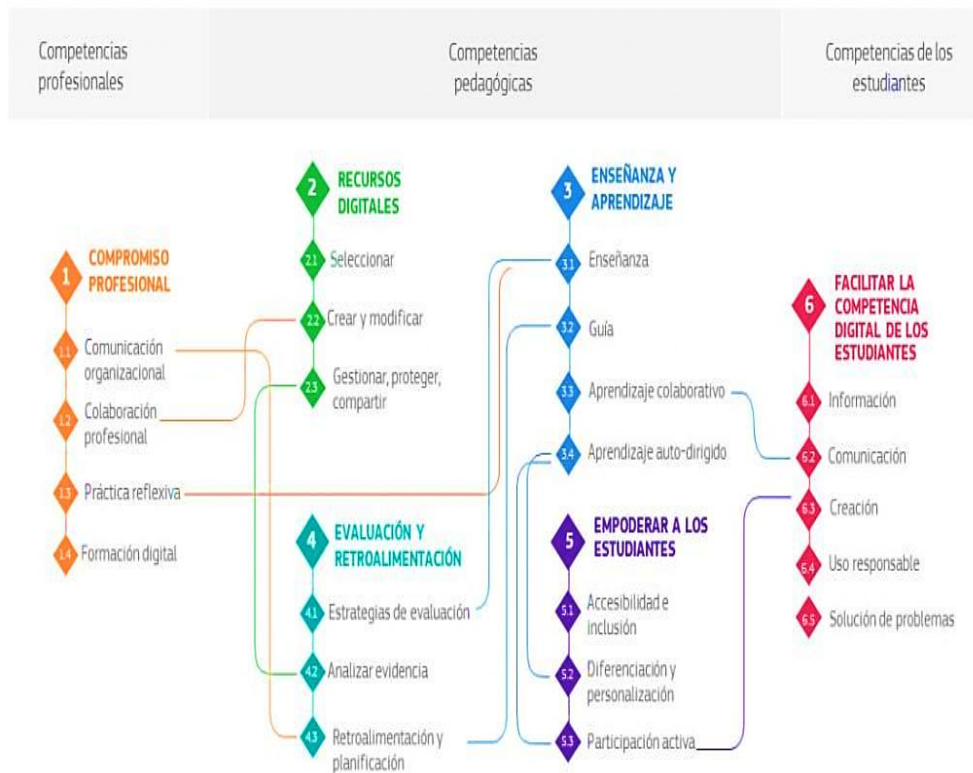 Competencias
profesionales
Competencias
pedagógicas
Competencias de los
estudiantes
1
COMPROMISO
PROFESIONAL
1.1
Comunicación
organizacional
1.2
Colaboración
profesional
1.3
Práctica reflexiva
1.4
Formación digital
2
RECURSOS
DIGITALES
2.1
Seleccionar
2.2
Crear y modificar
2.3
Gestionar, proteger,
compartir
3
ENSEÑANZA Y
APRENDIZAJE
3.1
Enseñanza
3.2
Guía
3.3
Aprendizaje colaborativo
3.4
Aprendizaje auto-dirigido
4
EVALUACIÓN Y
RETROALIMENTACIÓN
4.1
Estrategias de evaluación
4.2
Analizar evidencia
4.3
Retroalimentación y
planificación
5
EMPODERAR A LOS
ESTUDIANTES
5.1
Accesibilidad e
inclusión
5.2
Diferenciación y
personalización
5.3
Participación activa
6
FACILITAR LA
COMPETENCIA
DIGITAL DE LOS
ESTUDIANTES
6.1
Información
6.2
Comunicación
6.3
Creación
6.4
Uso responsable
6.5
Solución de problemas